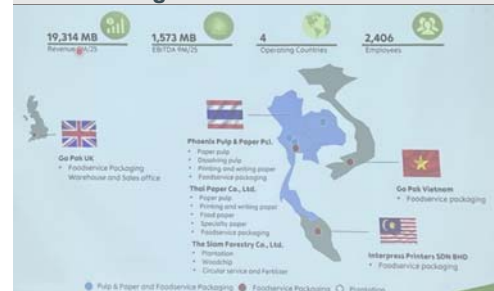 19,314 MB
Revenue 9M/25
1,573 MB
EBITDA 9M/25
4
Operating Countries
2,406
Employees
Go Pak UK
• Foodservice Packaging
Warehouse and Sales office
Phoenix Pulp & Paper Pcl.
• Paper pulp
• Dissolving pulp
• Printing and writing paper
• Foodservice packaging
Thai Paper Co., Ltd.
• Paper pulp
• Printing and writing paper
• Food paper
• Specialty paper
• Foodservice packaging
The Siam Forestry Co., Ltd.
• Plantation
• Woodchip
• Circular service and Fertilizer
Go Pak Vietnam
• Foodservice packaging
Interpress Printers SDN BHD
• Foodservice packaging
Pulp & Paper and Foodservice Packaging
Foodservice Packaging
Plantation